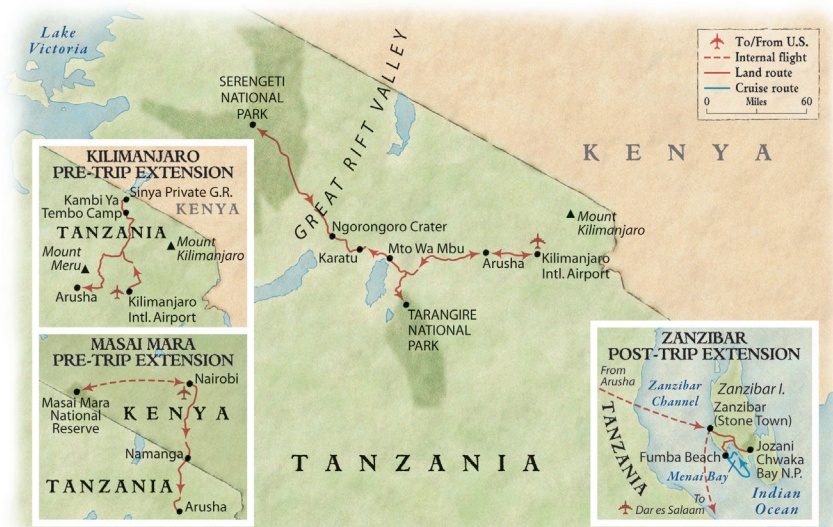 Lake
Victoria
To/From U.S.
Internal flight
Land route
Cruise route
0 Miles 60
SERENGETI
NATIONAL
PARK
GREAT RIFT VALLEY
KENYA
Mount
Kilimanjaro
Ngorongoro Crater
Karatu
Mto Wa Mbu
Arusha
Kilimanjaro
Intl. Airport
TARANGIRE
NATIONAL
PARK
TANZANIA
KILIMANJARO
PRE-TRIP EXTENSION
Sinya Private G.R.
Kambi Ya
Tembo Camp
KENYA
TANZANIA
Mount
Kilimanjaro
Mount
Meru
Arusha
Kilimanjaro
Intl. Airport
MASAI MARA
PRE-TRIP EXTENSION
Nairobi
Masai Mara
National
Reserve
KENYA
Namanga
TANZANIA
Arusha
ZANZIBAR
POST-TRIP EXTENSION
From
Arusha
Zanzibar
Channel
Zanzibar I.
Zanzibar
(Stone Town)
TANZANIA
Fumba Beach
Jozani
Chwaka
Bay N.P.
Menai Bay
To
Dar es Salaam
Indian
Ocean